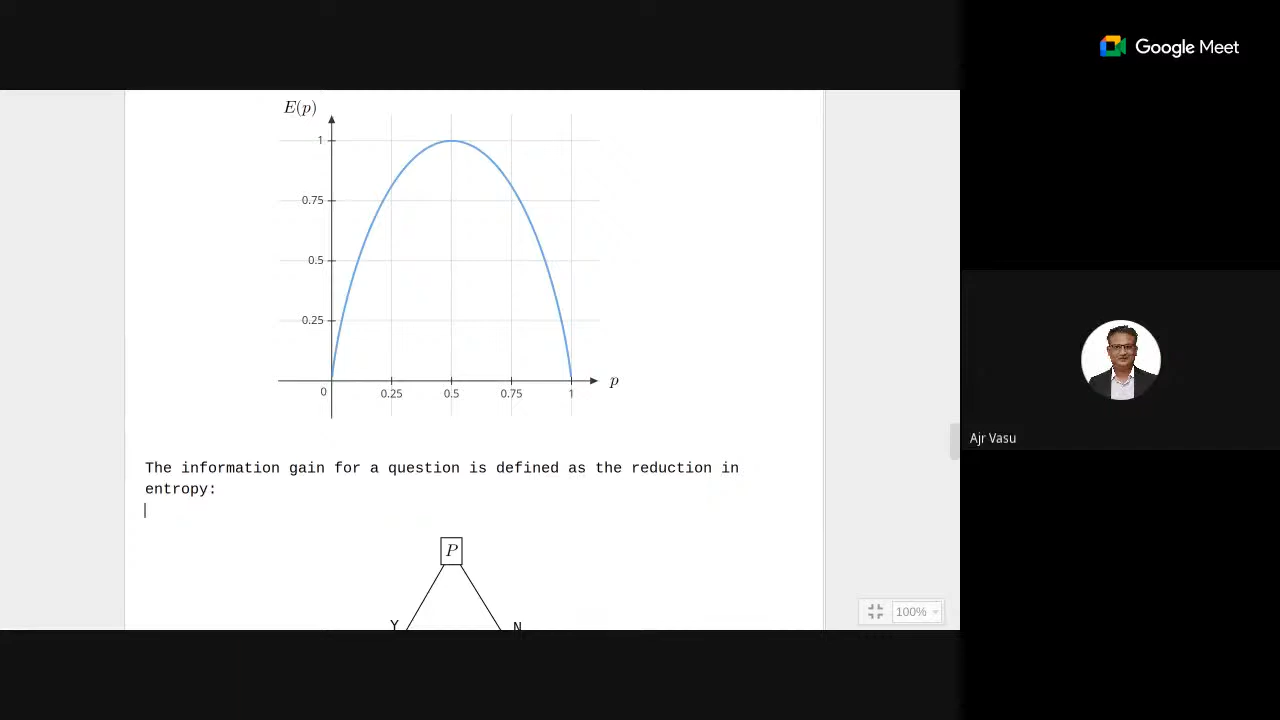 Google Meet
E(p)
1
0.75
0.5
0.25
0
0.25 0.5 0.75 1
p
The information gain for a question is defined as the reduction in
entropy:
P
Y N
100%
Ajr Vasu